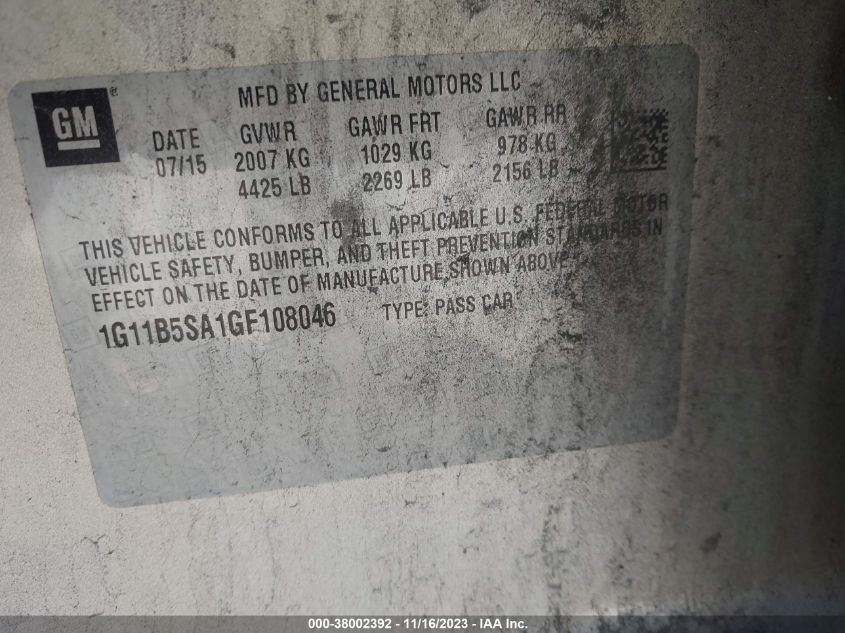 GM®
MFD BY GENERAL MOTORS LLC
DATE GVWR GAWR FRT GAWR RR
07/15 2007 KG 1029 KG 978 KG
4425 LB 2269 LB 2156 LB
THIS VEHICLE CONFORMS TO ALL APPLICABLE U.S. FEDERAL MOTOR
VEHICLE SAFETY, BUMPER, AND THEFT PREVENTION STANDARDS IN
EFFECT ON THE DATE OF MANUFACTURE SHOWN ABOVE.
1G11B5SA1GF108046 TYPE: PASS CAR
000-38002392 - 11/16/2023 - IAA Inc.